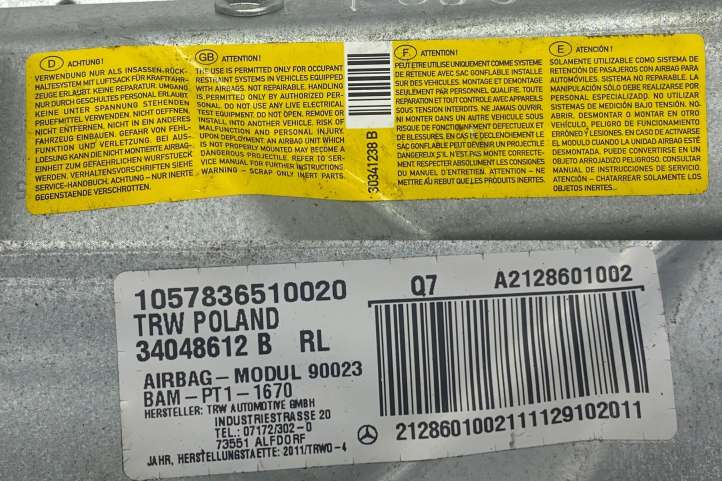 D ACHTUNG!
VERWENDUNG NUR ALS INSASSEN-RÜCK-
HALTESYSTEM MIT LUFTSACK FÜR KRAFTFAHR-
ZEUGE ERLAUBT. KEINE REPARATUR. UMGANG
NUR DURCH GESCHULTES PERSONAL ERLAUBT.
KEINE UNTER SPANNUNG STEHENDEN
PRUEFMITTEL VERWENDEN. NICHT OEFFNEN,
NICHT ENTFERNEN, NICHT IN EIN ANDERES
FAHRZEUG EINBAUEN. GEFAHR VON FEHL-
FUNKTION UND VERLETZUNG. BEI AUS-
LOESUNG KANN DIE NICHT MONTIERTE AIRBAG-
EINHEIT ZUM GEFAEHRLICHEN WURFSTUECK
WERDEN. VERHALTENSVORSCHRIFTEN SIEHE
SERVICE-HANDBUCH. ACHTUNG – NUR INERTE
GEGENSTAENDE VERSCHROTTEN.
GB ATTENTION!
THE USE IS PERMITTED ONLY FOR OCCUPANT
RESTRAINT SYSTEMS IN VEHICLES EQUIPPED
WITH AIRBAGS. NOT REPARABLE. HANDLING
IS PERMITTED ONLY BY AUTHORIZED PER-
SONAL. DO NOT USE ANY LIVE ELECTRICAL
TEST EQUIPMENT. DO NOT OPEN. REMOVE OR
INSTALL INTO ANOTHER VEHICLE. RISK OF
MALFUNCTION AND PERSONAL INJURY.
UPON DEPLOYMENT AN AIRBAG UNIT WHICH
IS NOT PROPERLY MOUNTED MAY BECOME A
DANGEROUS PROJECTILE. REFER TO SER-
VICE MANUAL FOR FURTHER INSTRUCTIONS
WARNING – SCRAP ONLY INERT PARTS.
30341238 B
F ATTENTION!
PEUT ETRE UTILISE UNIQUEMENT COMME SYSTEME
DE RETENUE AVEC SAC GONFLABLE INSTALLE
SUR DES VEHICULES. MONTAGE ET DEMONTAGE
SEULEMENT PAR PERSONNEL QUALIFIE. TOUTE
REPARATION ET TOUT CONTROLE AVEC APPAREILS
SOUS TENSION INTERDITS. NE JAMAIS OUVRIR,
NI MONTER DANS UN AUTRE VEHICULE SOUS
RISQUE DE FONCTIONNEMENT DEFECTUEUX ET
DE BLESSURES. EN CAS DE DECLENCHEMENT LE
SAC GONFLABLE PEUT DEVENIR UN PROJECTILE
DANGEREUX, S'IL N'EST PAS MONTE CORRECTE-
MENT. RESPECTER ABSOLUMENT LES CONSIGNES
DU MANUEL D'ENTRETIEN. ATTENTION – NE
METTRE AU REBUT QUE LES PRODUITS INERTES.
E ATENCIÓN!
SOLAMENTE UTILIZABLE COMO SISTEMA DE
RETENCIÓN DE PASAJEROS CON AIRBAG PARA
AUTOMÓVILES. SISTEMA NO REPARABLE. LA
MANIPULACIÓN SÓLO DEBE REALIZARSE POR
PERSONAL ESPECIALIZADO. NO UTILIZAR
SISTEMAS DE MEDICIÓN BAJO TENSIÓN. NO
ABRIR. DESMONTAR O MONTAR EN OTRO
VEHÍCULO, PELIGRO DE FUNCIONAMIENTO
ERRÓNEO Y LESIONES. EN CASO DE ACTIVARSE
EL MODULO CUANDO LA UNIDAD AIRBAG ESTÉ
DESMONTADA, PUEDE CONVERTIRSE EN UN
OBJETO ARROJADIZO PELIGROSO. CONSULTAR
MANUAL DE INSTRUCCIONES DE SERVICIO.
ATENCIÓN – CHATARREAR SOLAMENTE LOS
OBJETOS INERTES.
1057836510020
TRW POLAND
34048612 B RL
AIRBAG-MODUL 90023
BAM-PT1-1670
HERSTELLER: TRW AUTOMOTIVE GMBH
INDUSTRIESTRASSE 20
TEL.: 07172/302-0
73551 ALFDORF
JAHR, HERSTELLUNGSTAETTE: 2011/TRWO-4
Q7 A2128601002
2128601002111129102011